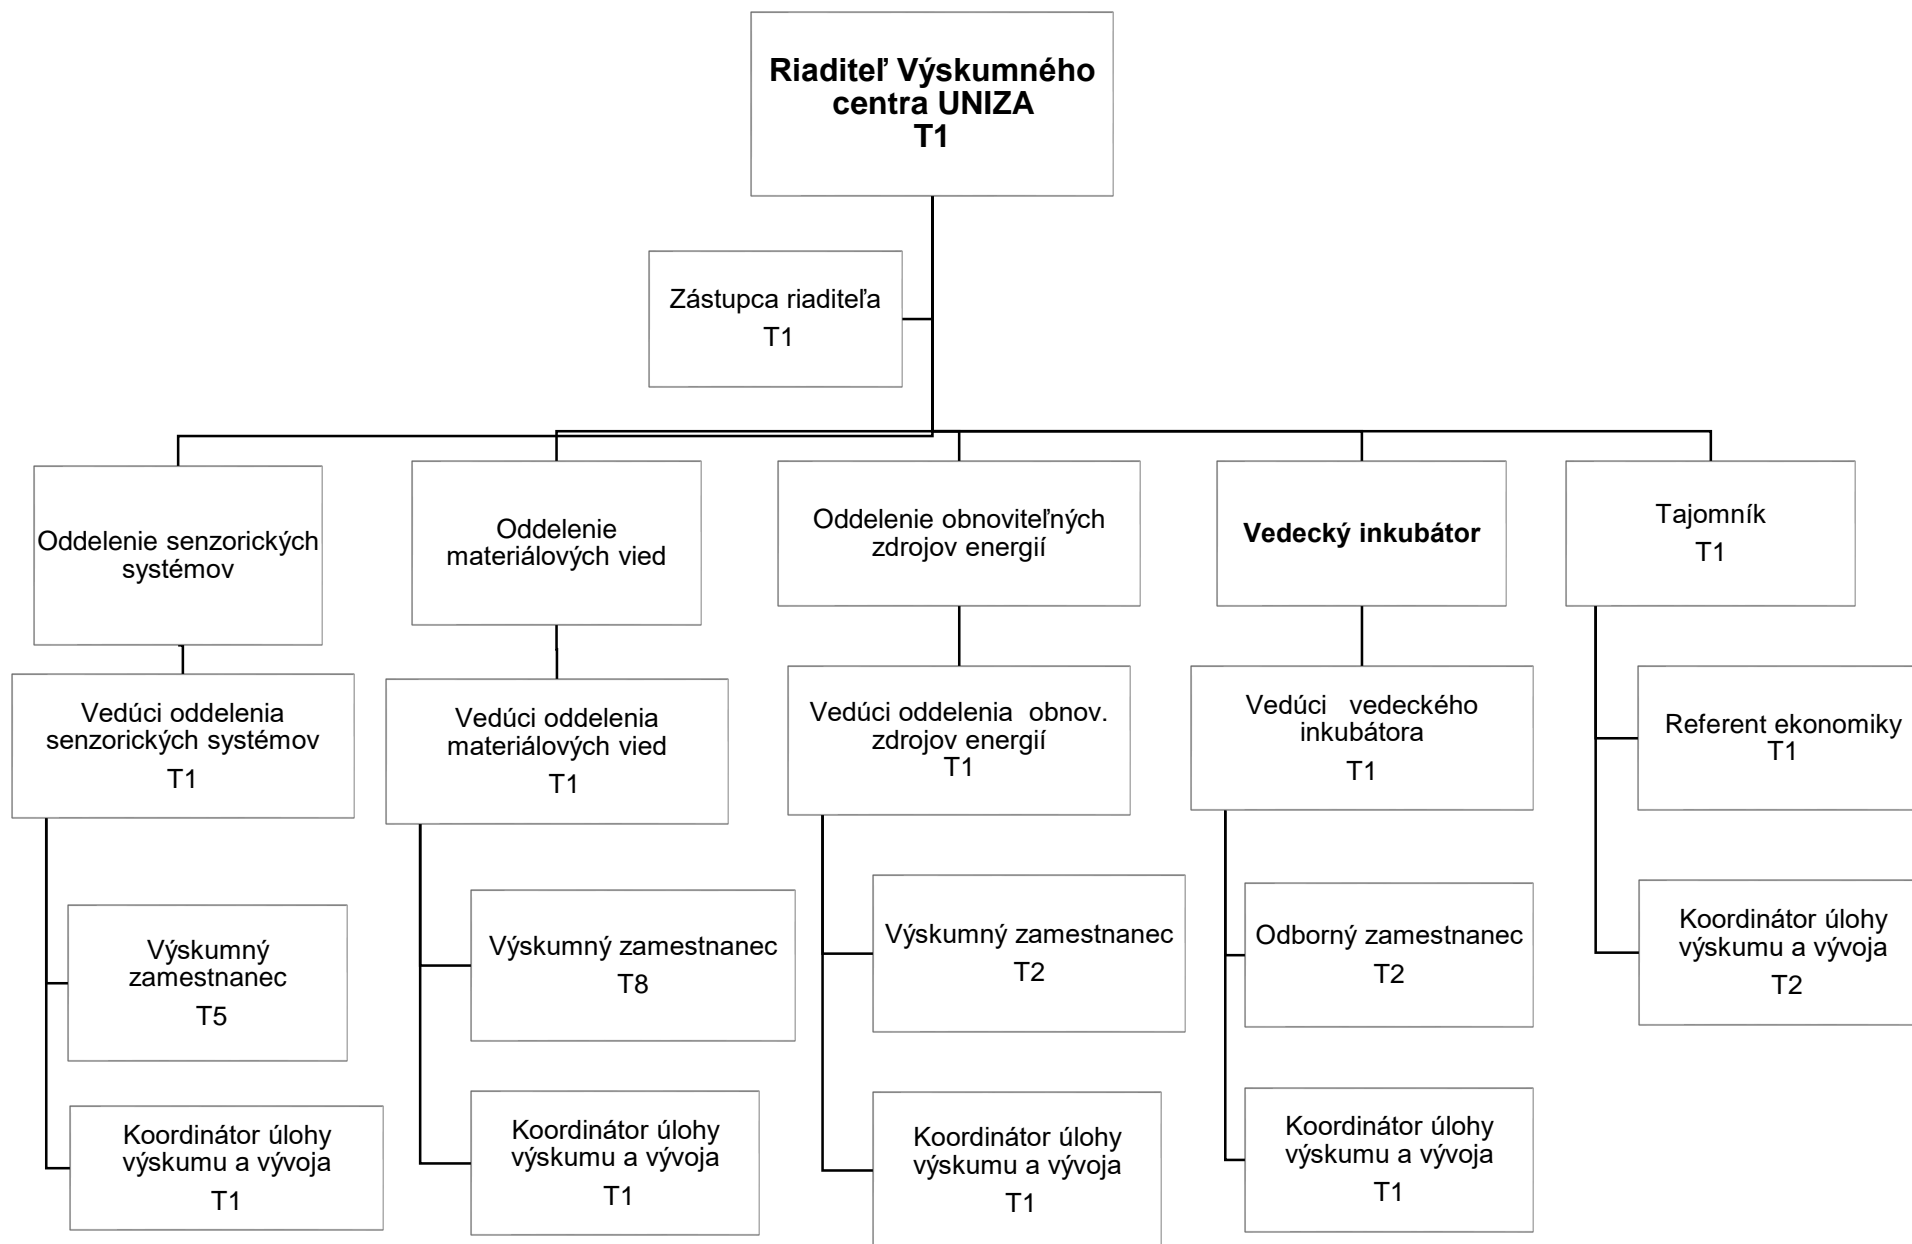 Riaditeľ Výskumného
centra UNIZA
T1
Zástupca riaditeľa
T1
Oddelenie senzorických
systémov
Oddelenie
materiálových vied
Oddelenie obnoviteľných
zdrojov energií
Vedecký inkubátor
Tajomník
T1
Vedúci oddelenia
senzorických systémov
T1
Vedúci oddelenia
materiálových vied
T1
Vedúci oddelenia obnov.
zdrojov energií
T1
Vedúci vedeckého
inkubátora
T1
Referent ekonomiky
T1
Výskumný
zamestnanec
T5
Výskumný zamestnanec
T8
Výskumný zamestnanec
T2
Odborný zamestnanec
T2
Koordinátor úlohy
výskumu a vývoja
T2
Koordinátor úlohy
výskumu a vývoja
T1
Koordinátor úlohy
výskumu a vývoja
T1
Koordinátor úlohy
výskumu a vývoja
T1
Koordinátor úlohy
výskumu a vývoja
T1